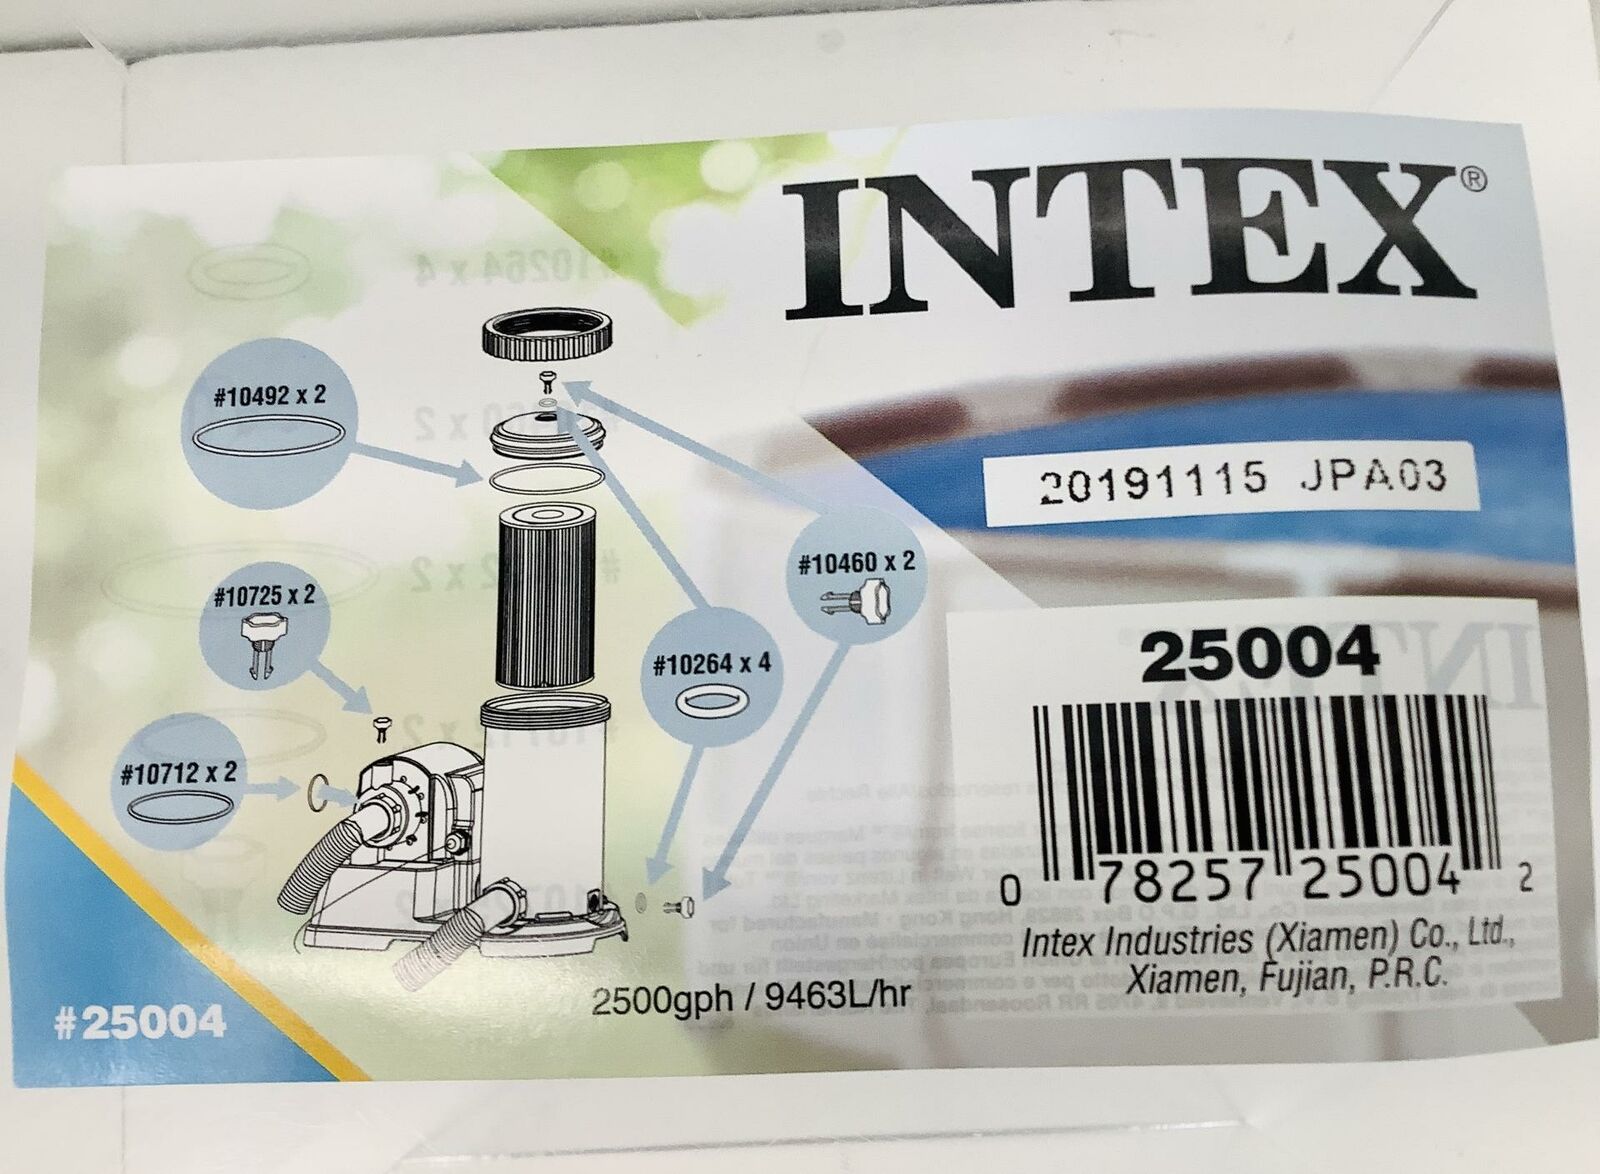 INTEX®
#10492 x 2
20191115 JPA03
#10460 x 2
#10725 x 2
#10264 x 4
25004
#10712 x 2
0 78257 25004 2
Intex Industries (Xiamen) Co., Ltd.,
Xiamen, Fujian, P.R.C.
2500gph / 9463L/hr
#25004